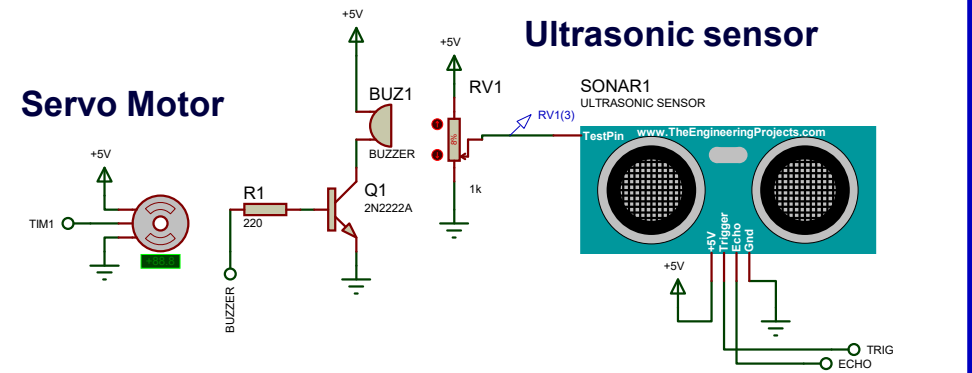 Ultrasonic sensor
Servo Motor
+5V
+5V
RV1
SONAR1
ULTRASONIC SENSOR
BUZ1
BUZZER
RV1(3)
8%
1k
TestPin www.TheEngineeringProjects.com
+5V
TIM1
R1
220
Q1
2N2222A
BUZZER
+5V
Trigger
Echo
Gnd
+5V
TRIG
ECHO